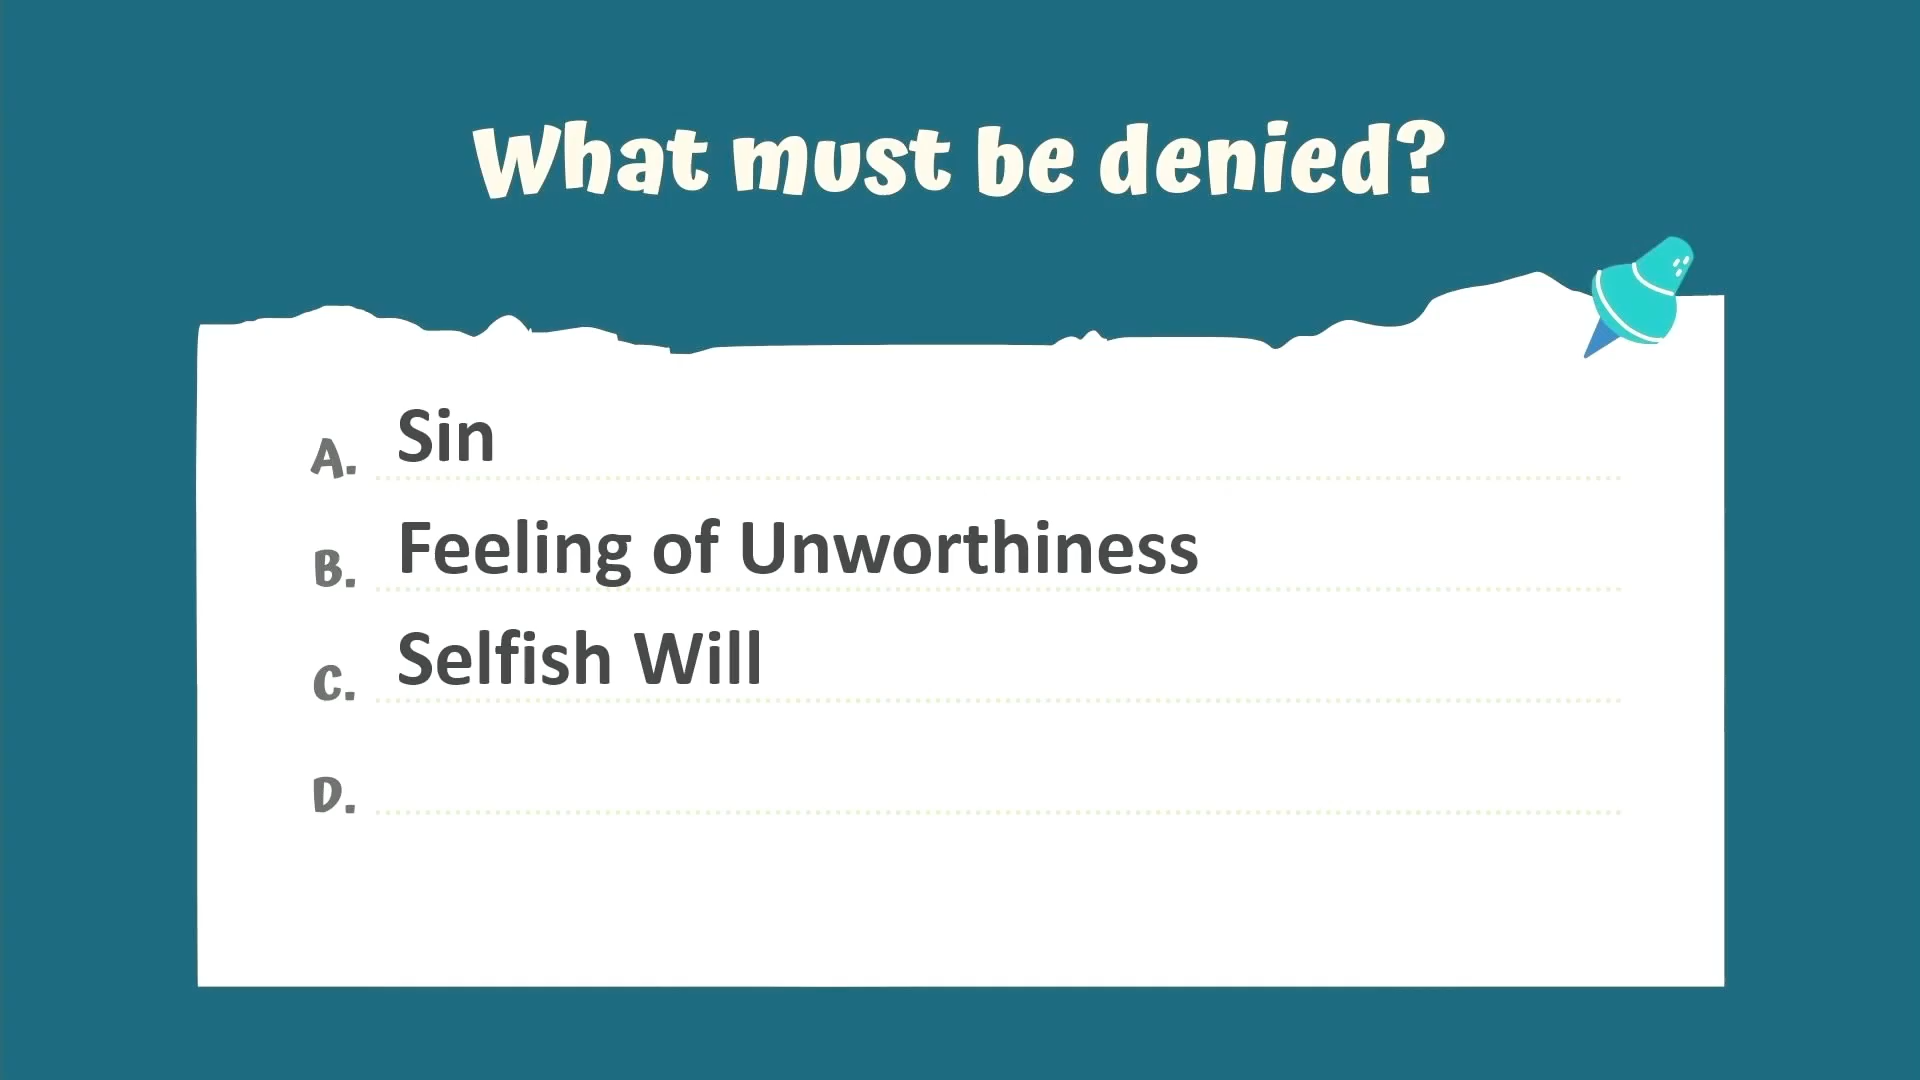 What must be denied?
A. Sin
B. Feeling of Unworthiness
C. Selfish Will
D.